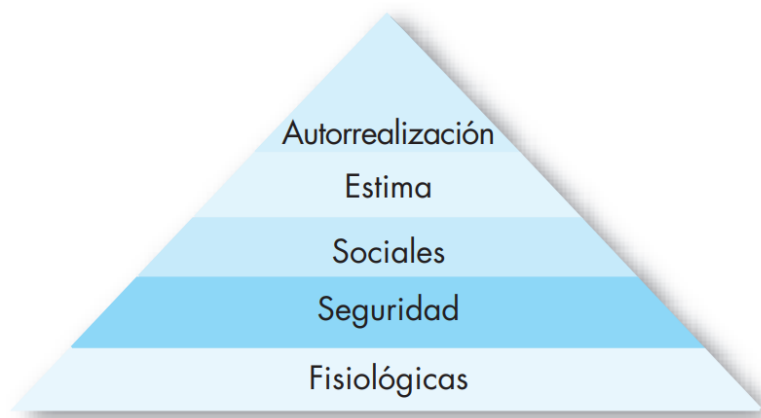 Autorrealización
Estima
Sociales
Seguridad
Fisiológicas